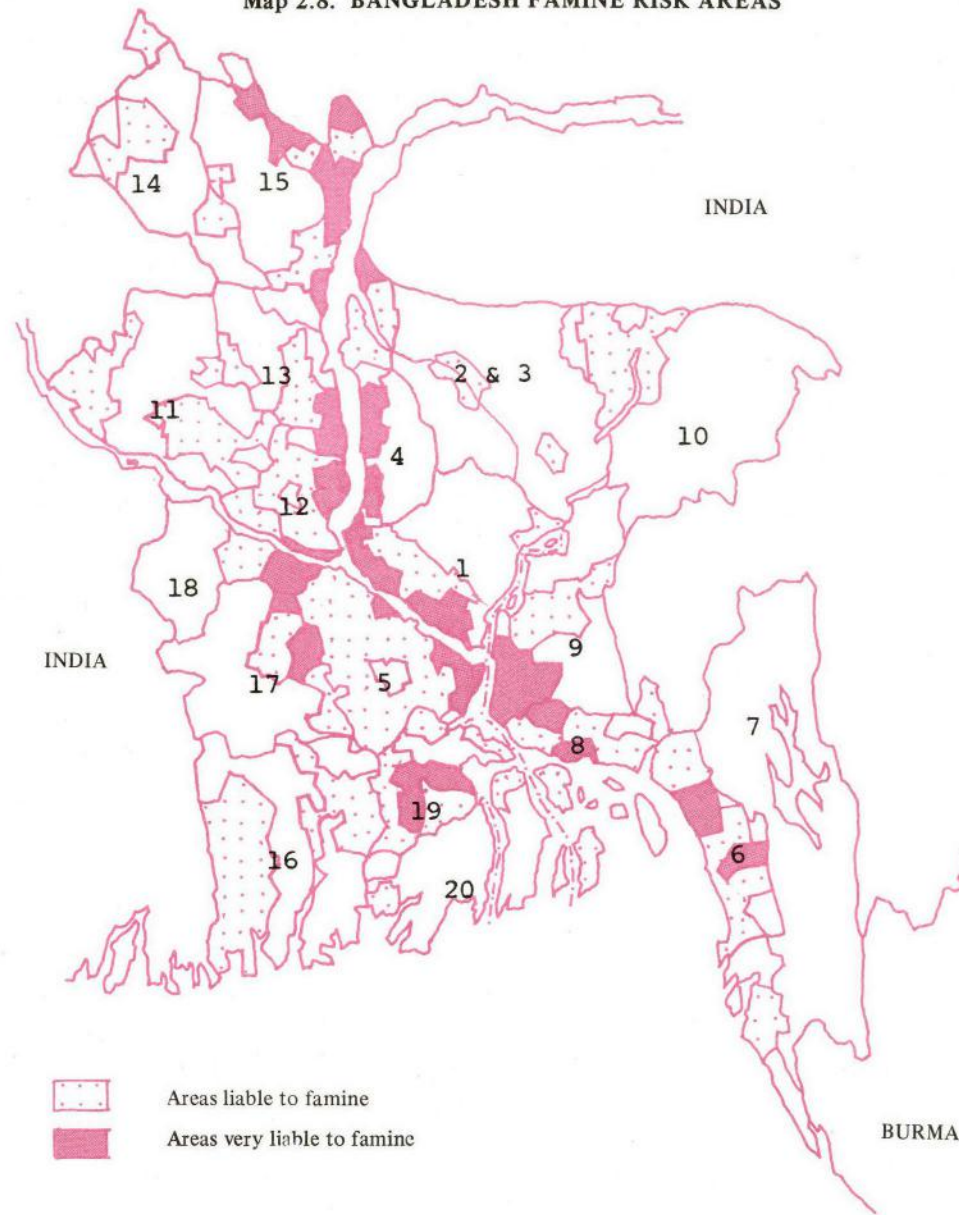 Map 2.8. BANGLADESH FAMINE RISK AREAS
14
15
INDIA
13
2 & 3
11
10
4
12
1
18
9
INDIA
17
5
7
8
19
6
16
20
Areas liable to famine
Areas very liable to famine
BURMA